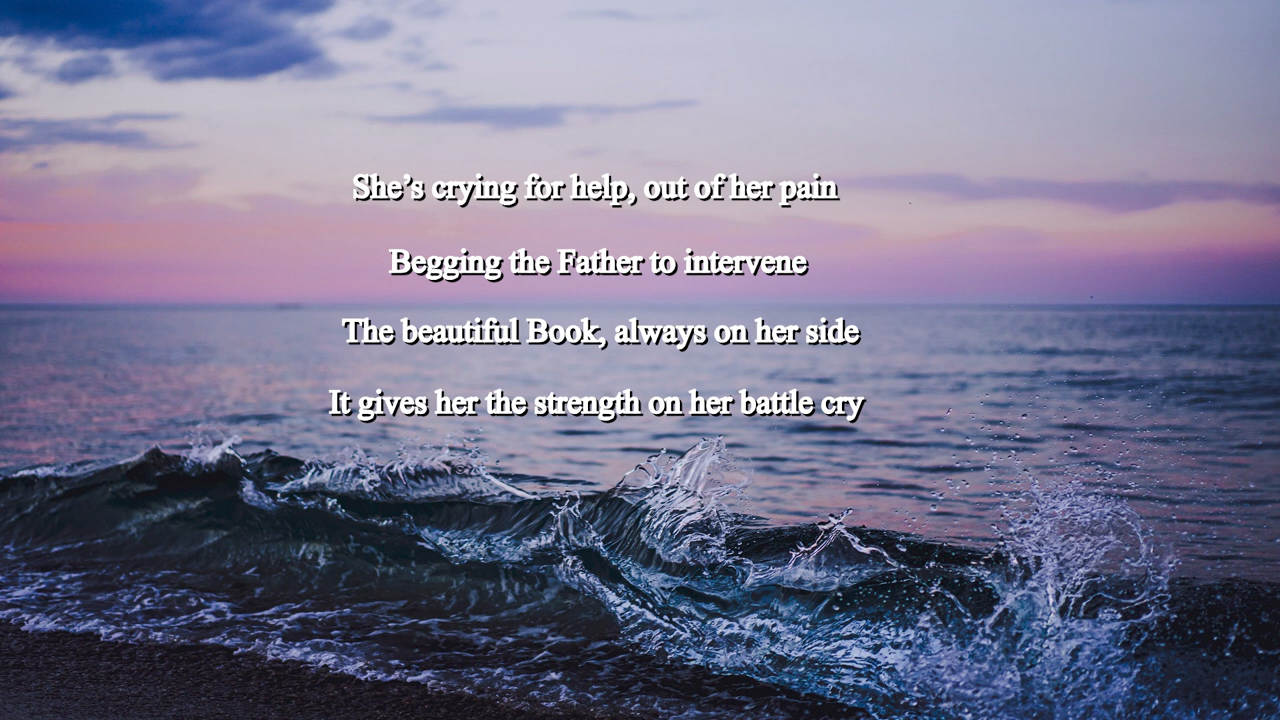 She’s crying for help, out of her pain
Begging the Father to intervene
The beautiful Book, always on her side
It gives her the strength on her battle cry